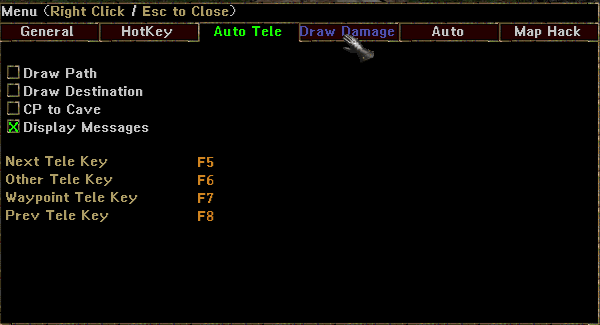 Menu (Right Click / Esc to Close)
General HotKey Auto Tele Draw Damage Auto Map Hack
Draw Path
Draw Destination
CP to Cave
Display Messages
Next Tele Key F5
Other Tele Key F6
Waypoint Tele Key F7
Prev Tele Key F8